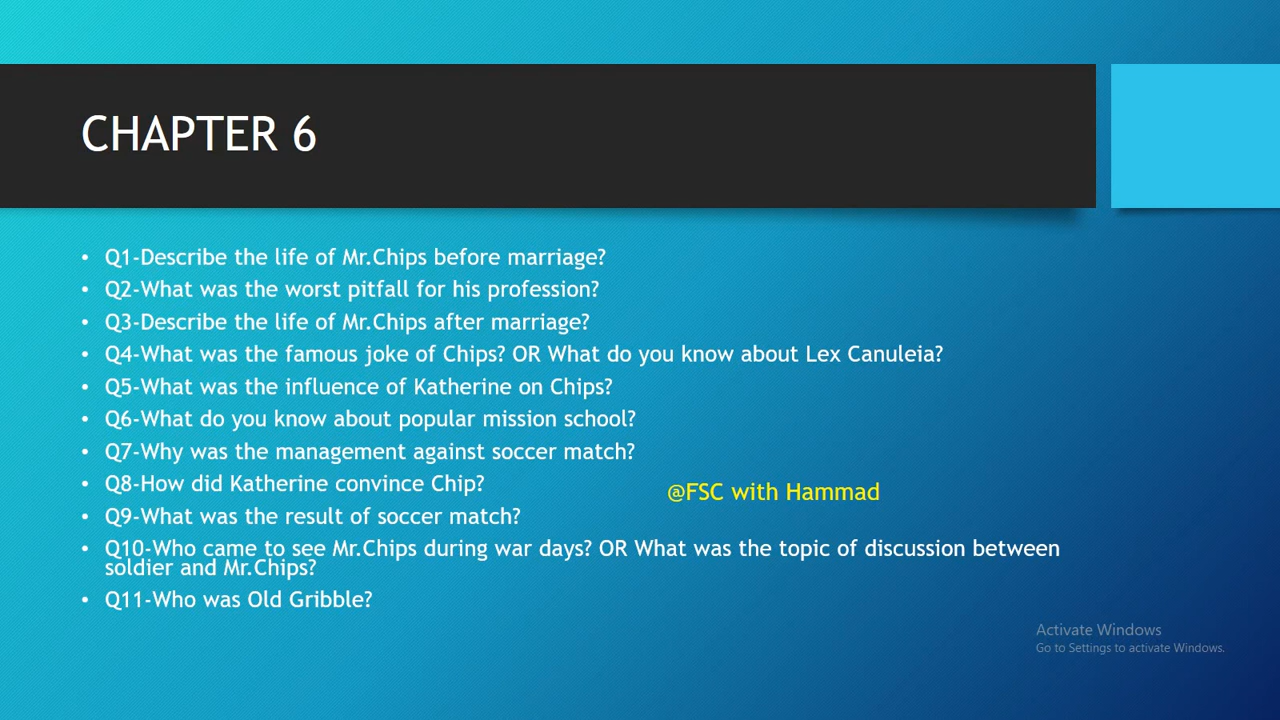 CHAPTER 6
• Q1-Describe the life of Mr.Chips before marriage?
• Q2-What was the worst pitfall for his profession?
• Q3-Describe the life of Mr.Chips after marriage?
• Q4-What was the famous joke of Chips? OR What do you know about Lex Canuleia?
• Q5-What was the influence of Katherine on Chips?
• Q6-What do you know about popular mission school?
• Q7-Why was the management against soccer match?
• Q8-How did Katherine convince Chip?
@FSC with Hammad
• Q9-What was the result of soccer match?
• Q10-Who came to see Mr.Chips during war days? OR What was the topic of discussion between
soldier and Mr.Chips?
• Q11-Who was Old Gribble?
Activate Windows
Go to Settings to activate Windows.